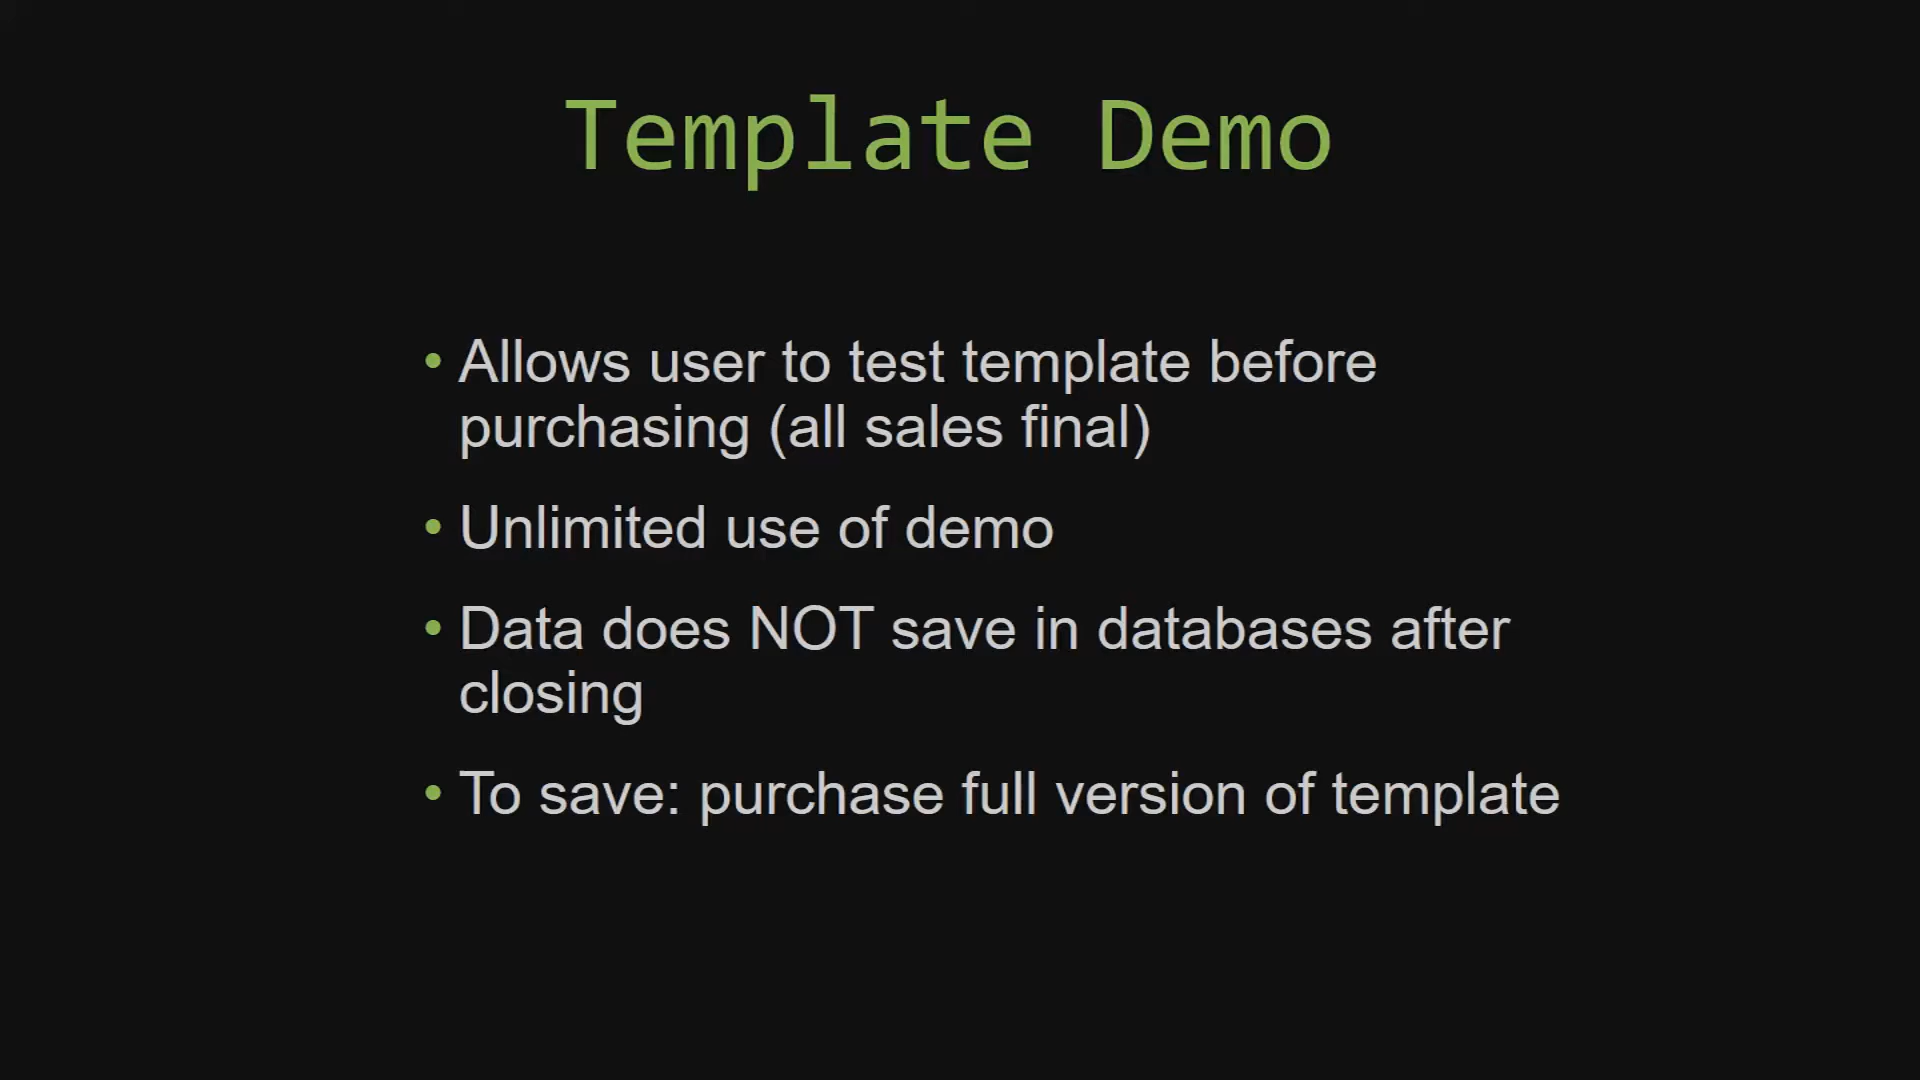 Template Demo
• Allows user to test template before
purchasing (all sales final)
• Unlimited use of demo
• Data does NOT save in databases after
closing
• To save: purchase full version of template